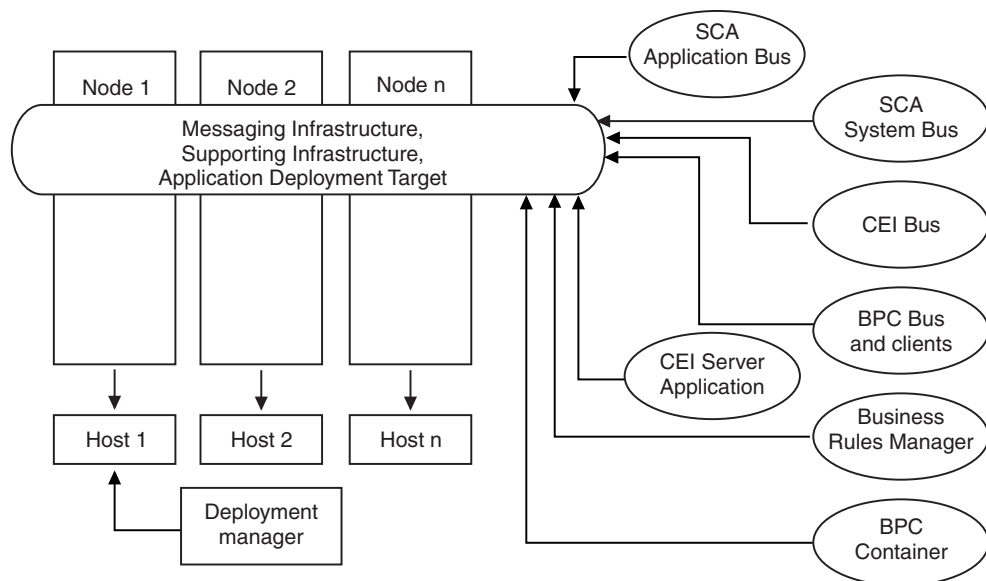 SCA
Application Bus
Node 1
Node 2
Node n
SCA
System Bus
Messaging Infrastructure,
Supporting Infrastructure,
Application Deployment Target
CEI Bus
BPC Bus
and clients
CEI Server
Application
Host 1
Host 2
Host n
Business
Rules Manager
Deployment
manager
BPC
Container